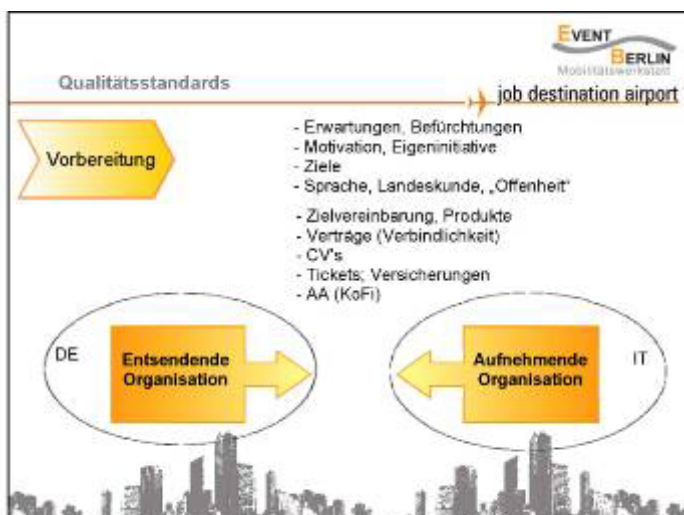 EVENT
BERLIN
Mobilitätswerkstatt
Qualitätsstandards
job destination airport
Vorbereitung
- Erwartungen, Befürchtungen
- Motivation, Eigeninitiative
- Ziele
- Sprache, Landeskunde, „Offenheit“
- Zielvereinbarung, Produkte
- Verträge (Verbindlichkeit)
- CV's
- Tickets; Versicherungen
- AA (KoFi)
DE
Entsendende
Organisation
Aufnehmende
Organisation
IT